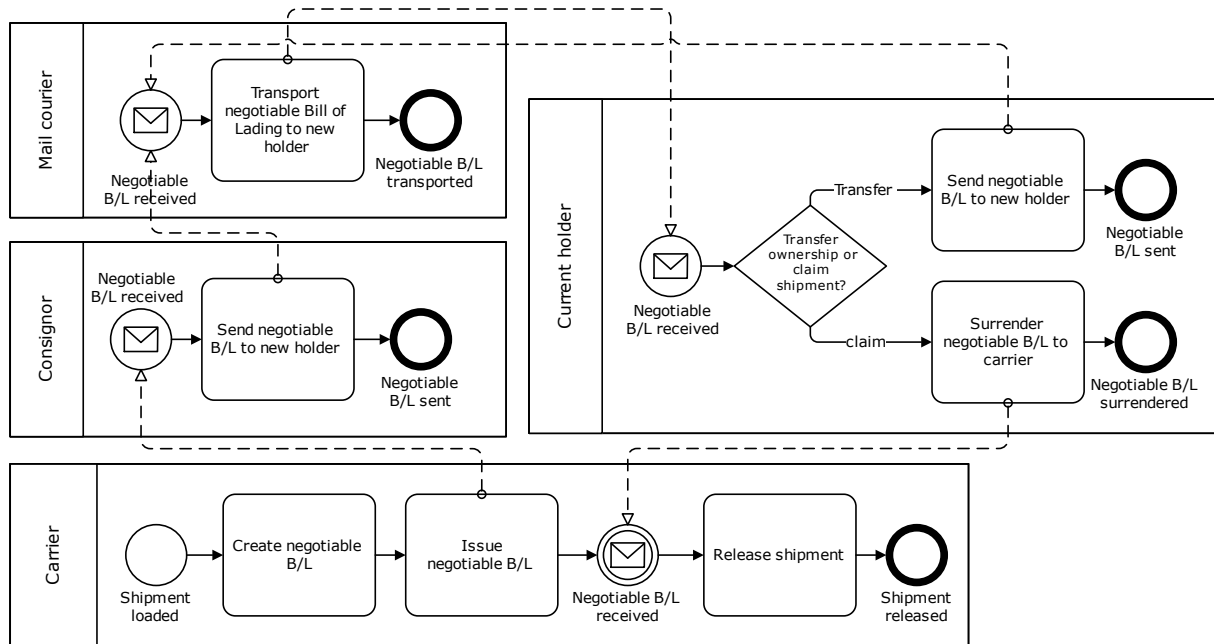 Mail courier
Negotiable
B/L received
Transport
negotiable Bill of
Lading to new
holder
Negotiable B/L
transported
Consignor
Negotiable
B/L received
Send negotiable
B/L to new holder
Negotiable
B/L sent
Current holder
Negotiable
B/L received
Transfer
ownership or
claim
shipment?
Transfer
Send negotiable
B/L to new holder
Negotiable
B/L sent
claim
Surrender
negotiable B/L to
carrier
Negotiable B/L
surrendered
Carrier
Shipment
loaded
Create negotiable
B/L
Issue
negotiable B/L
Negotiable B/L
received
Release shipment
Shipment
released